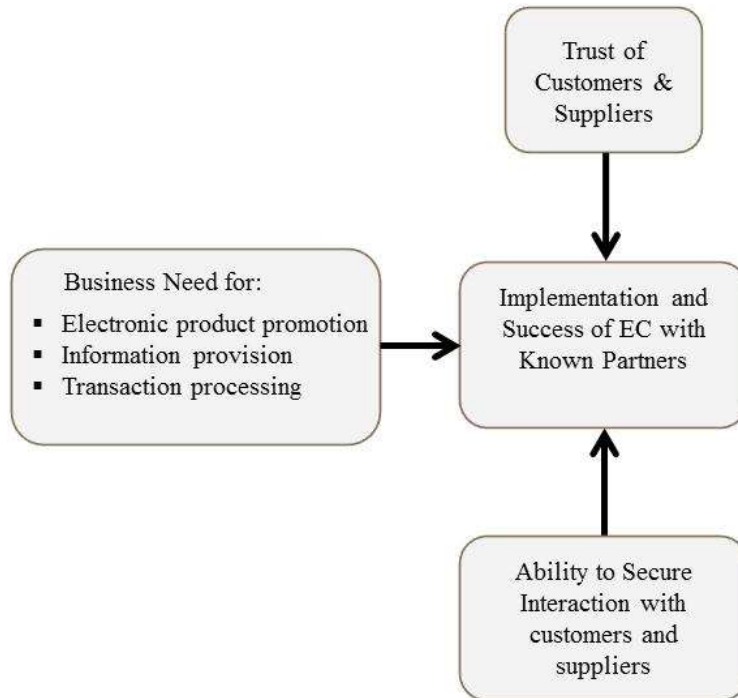 Trust of
Customers &
Suppliers
Business Need for:
▪ Electronic product promotion
▪ Information provision
▪ Transaction processing
Implementation and
Success of EC with
Known Partners
Ability to Secure
Interaction with
customers and
suppliers